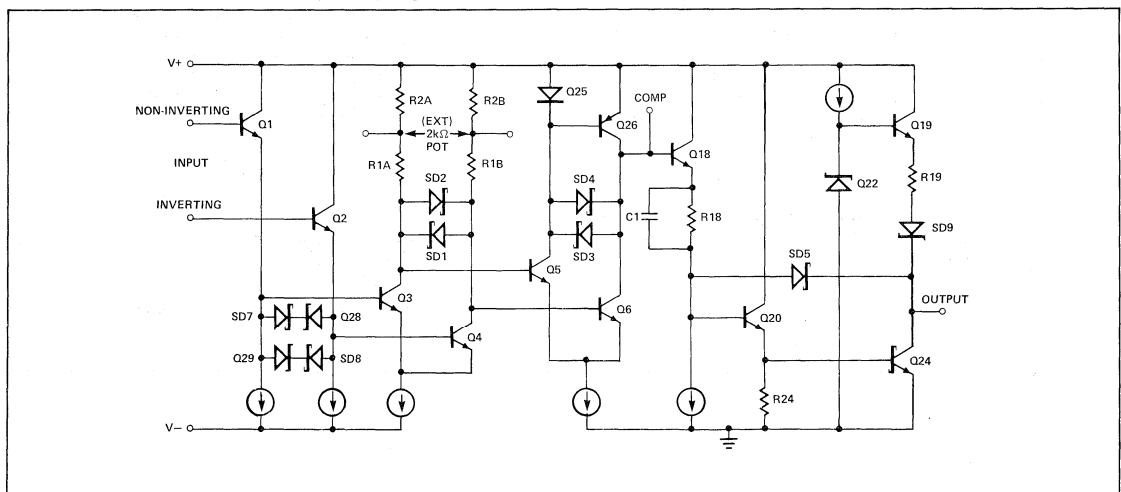 V+
NON-INVERTING
INPUT
INVERTING
V−
Q1
Q2
SD7
Q28
Q29
SD8
R2A
R2B
(EXT)
2kΩ
POT
R1A
R1B
SD2
SD1
Q3
Q4
Q25
Q26
COMP
SD4
SD3
Q5
Q6
Q18
C1
R18
SD5
Q20
R24
Q22
Q19
R19
SD9
OUTPUT
Q24